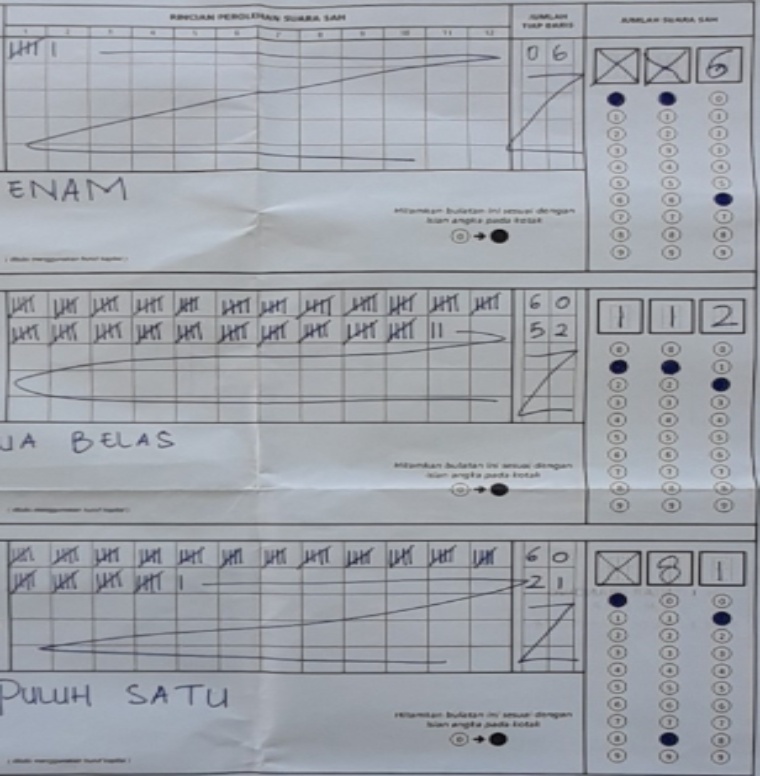 RINCIAN PEROLEHAN SUARA SAH
JUMLAH TIAP BARIS
JUMLAH SUARA SAH
1 2 3 4 5 6 7 8 9 10 11 12
0 6
X X 6
ENAM
Hitamkan bulatan ini sesuai dengan
isian angka pada kotak
0 → ●
( ditulis menggunakan huruf kapital )
6 0
5 2
1 1 2
UA BELAS
Hitamkan bulatan ini sesuai dengan
isian angka pada kotak
0 → ●
( ditulis menggunakan huruf kapital )
6 0
2 1
X 8 1
PULUH SATU
Hitamkan bulatan ini sesuai dengan
isian angka pada kotak
0 → ●
( ditulis menggunakan huruf kapital )